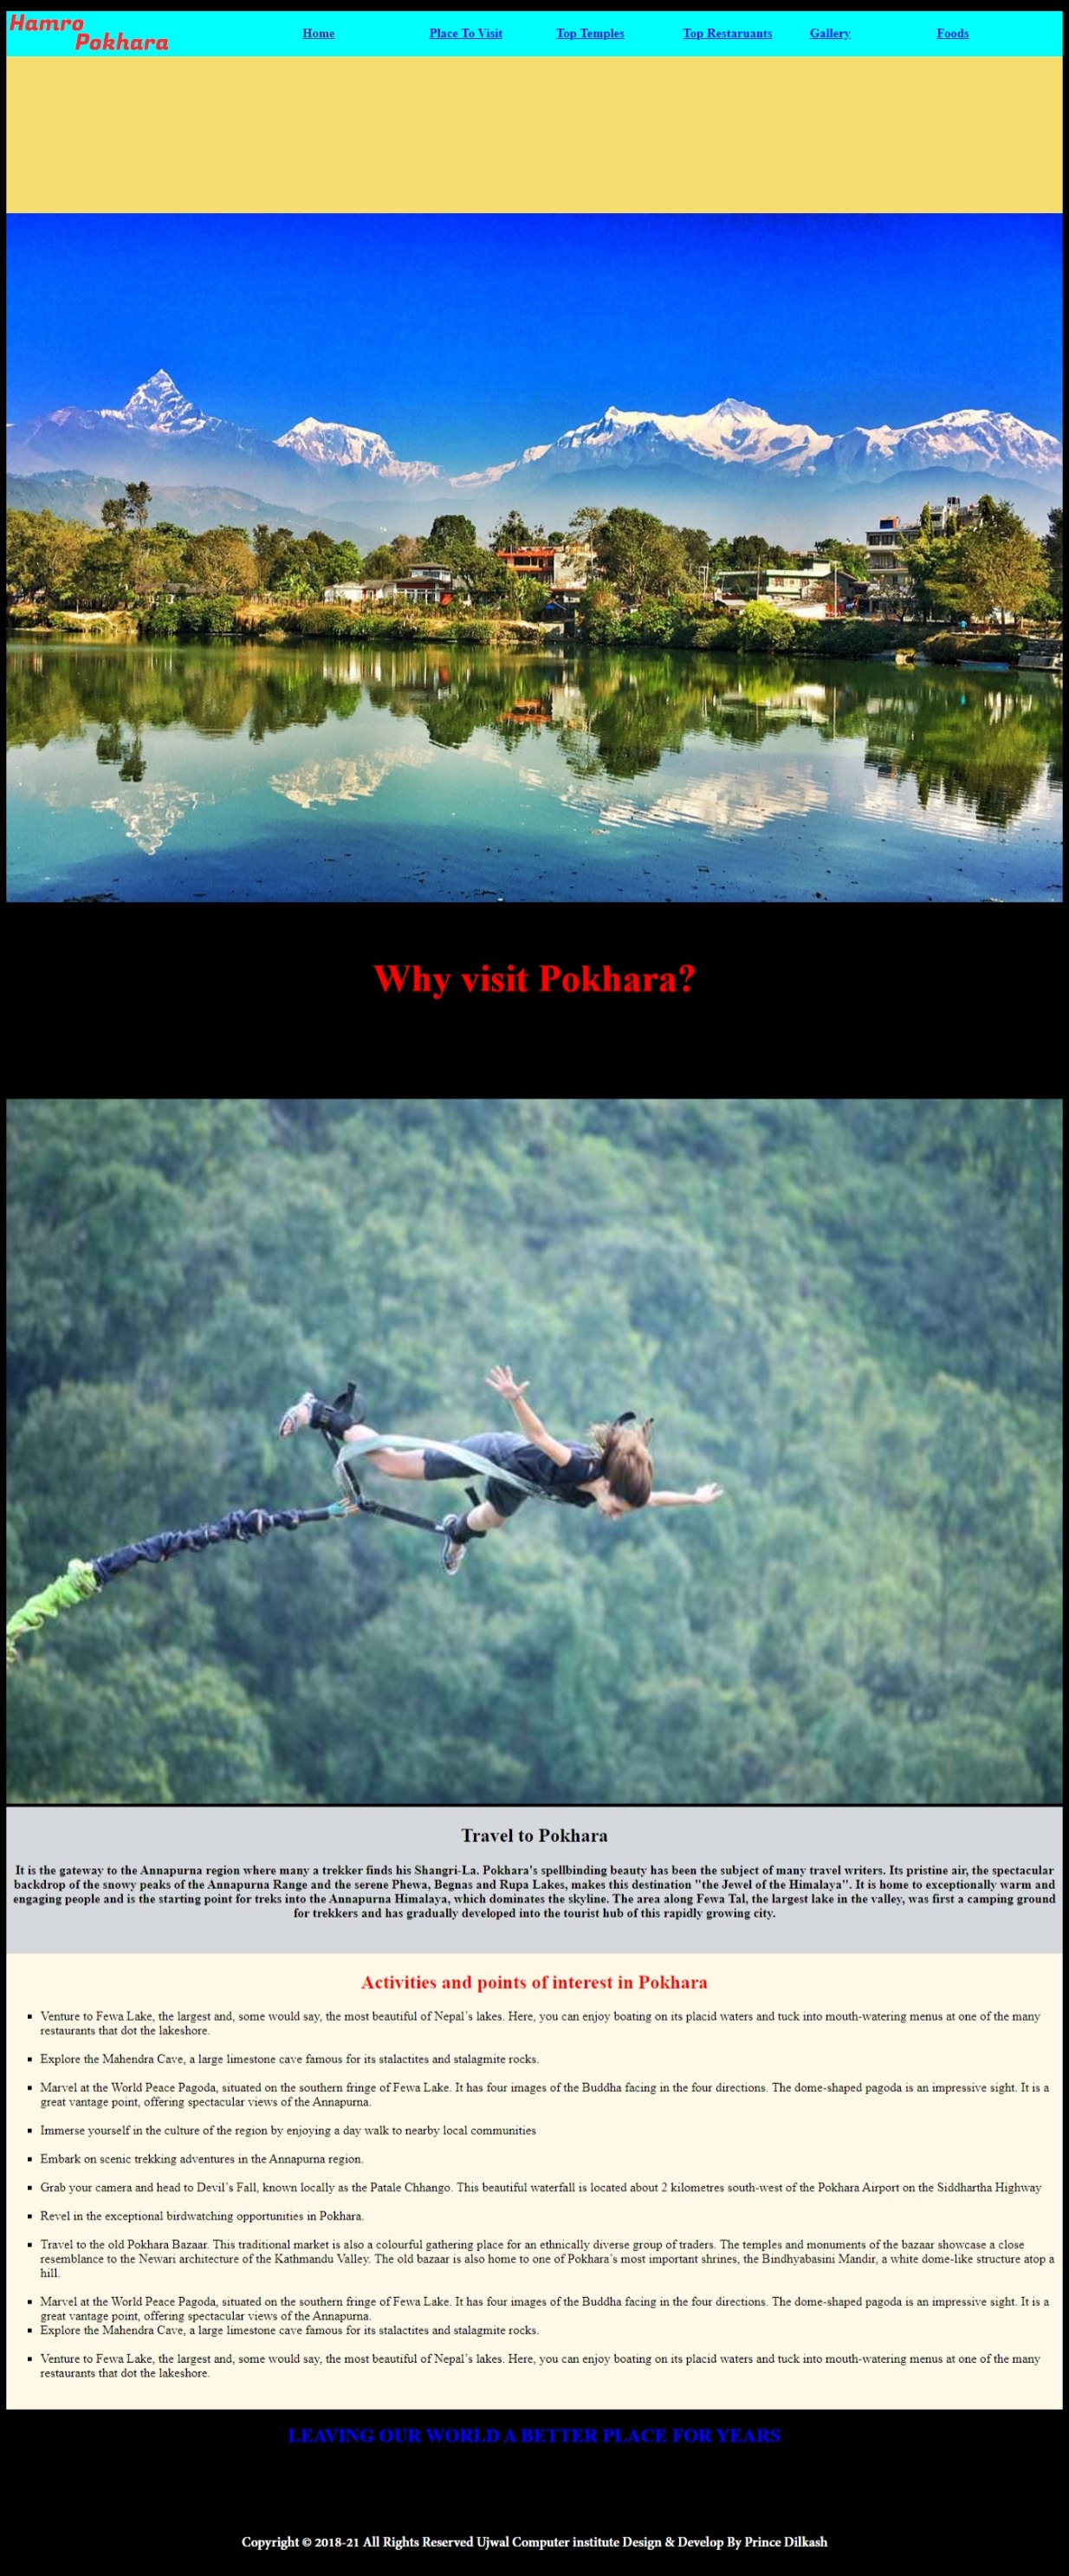 Hamro
Pokhara
Home Place To Visit Top Temples Top Restaruants Gallery Foods
Why visit Pokhara?
Travel to Pokhara
It is the gateway to the Annapurna region where many a trekker finds his Shangri-La. Pokhara's spellbinding beauty has been the subject of many travel writers. Its pristine air, the spectacular
backdrop of the snowy peaks of the Annapurna Range and the serene Phewa, Begnas and Rupa Lakes, makes this destination "the Jewel of the Himalaya". It is home to exceptionally warm and
engaging people and is the starting point for treks into the Annapurna Himalaya, which dominates the skyline. The area along Fewa Tal, the largest lake in the valley, was first a camping ground
for trekkers and has gradually developed into the tourist hub of this rapidly growing city.
Activities and points of interest in Pokhara
▪ Venture to Fewa Lake, the largest and, some would say, the most beautiful of Nepal’s lakes. Here, you can enjoy boating on its placid waters and tuck into mouth-watering menus at one of the many
restaurants that dot the lakeshore.
▪ Explore the Mahendra Cave, a large limestone cave famous for its stalactites and stalagmite rocks.
▪ Marvel at the World Peace Pagoda, situated on the southern fringe of Fewa Lake. It has four images of the Buddha facing in the four directions. The dome-shaped pagoda is an impressive sight. It is a
great vantage point, offering spectacular views of the Annapurna.
▪ Immerse yourself in the culture of the region by enjoying a day walk to nearby local communities
▪ Embark on scenic trekking adventures in the Annapurna region.
▪ Grab your camera and head to Devil’s Fall, known locally as the Patale Chhango. This beautiful waterfall is located about 2 kilometres south-west of the Pokhara Airport on the Siddhartha Highway
▪ Revel in the exceptional birdwatching opportunities in Pokhara.
▪ Travel to the old Pokhara Bazaar. This traditional market is also a colourful gathering place for an ethnically diverse group of traders. The temples and monuments of the bazaar showcase a close
resemblance to the Newari architecture of the Kathmandu Valley. The old bazaar is also home to one of Pokhara’s most important shrines, the Bindhyabasini Mandir, a white dome-like structure atop a
hill.
▪ Marvel at the World Peace Pagoda, situated on the southern fringe of Fewa Lake. It has four images of the Buddha facing in the four directions. The dome-shaped pagoda is an impressive sight. It is a
great vantage point, offering spectacular views of the Annapurna.
▪ Explore the Mahendra Cave, a large limestone cave famous for its stalactites and stalagmite rocks.
▪ Venture to Fewa Lake, the largest and, some would say, the most beautiful of Nepal’s lakes. Here, you can enjoy boating on its placid waters and tuck into mouth-watering menus at one of the many
restaurants that dot the lakeshore.
LEAVING OUR WORLD A BETTER PLACE FOR YEARS
Copyright © 2018-21 All Rights Reserved Ujwal Computer institute Design & Develop By Prince Dilkash